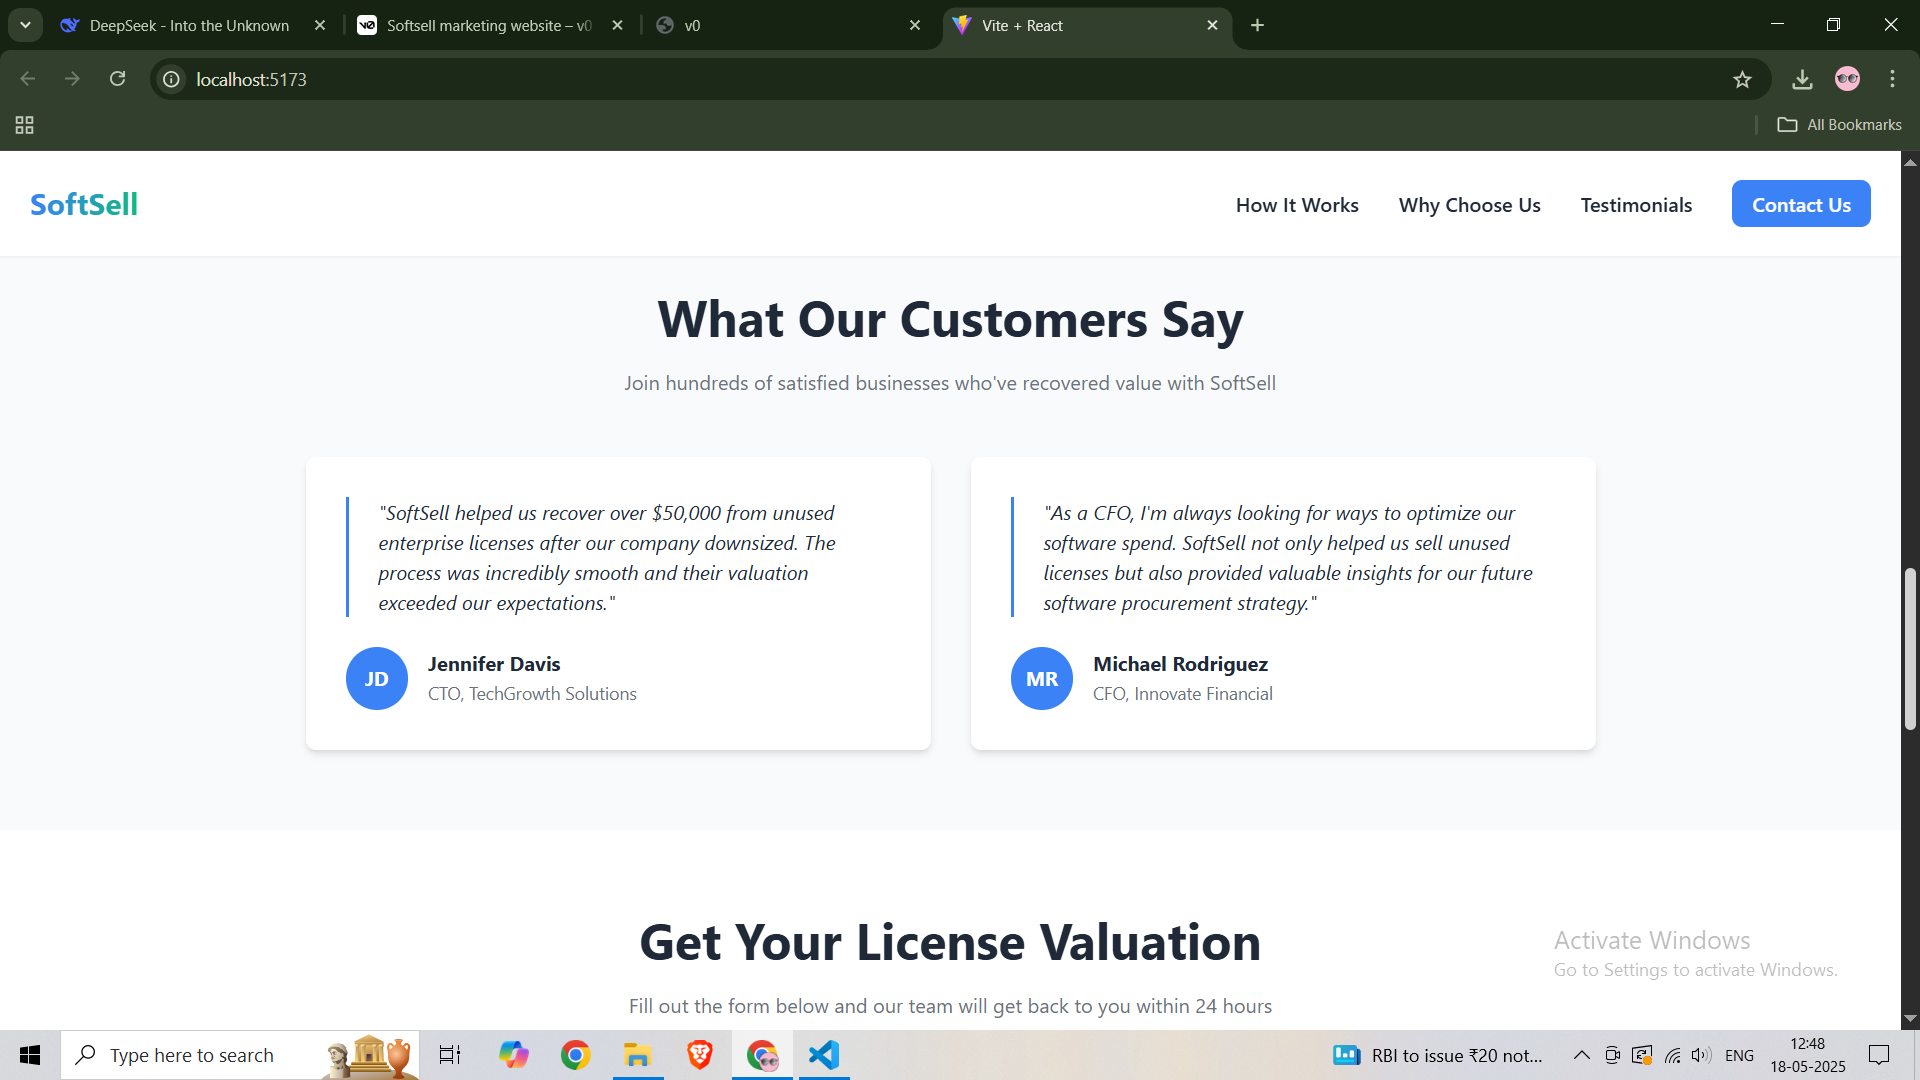 DeepSeek - Into the Unknown
Softsell marketing website – v0
v0
Vite + React
localhost:5173
All Bookmarks
SoftSell
How It Works
Why Choose Us
Testimonials
Contact Us
What Our Customers Say
Join hundreds of satisfied businesses who've recovered value with SoftSell
"SoftSell helped us recover over $50,000 from unused
enterprise licenses after our company downsized. The
process was incredibly smooth and their valuation
exceeded our expectations."
JD
Jennifer Davis
CTO, TechGrowth Solutions
"As a CFO, I'm always looking for ways to optimize our
software spend. SoftSell not only helped us sell unused
licenses but also provided valuable insights for our future
software procurement strategy."
MR
Michael Rodriguez
CFO, Innovate Financial
Get Your License Valuation
Fill out the form below and our team will get back to you within 24 hours
Activate Windows
Go to Settings to activate Windows.
Type here to search
RBI to issue ₹20 not...
ENG
12:48
18-05-2025